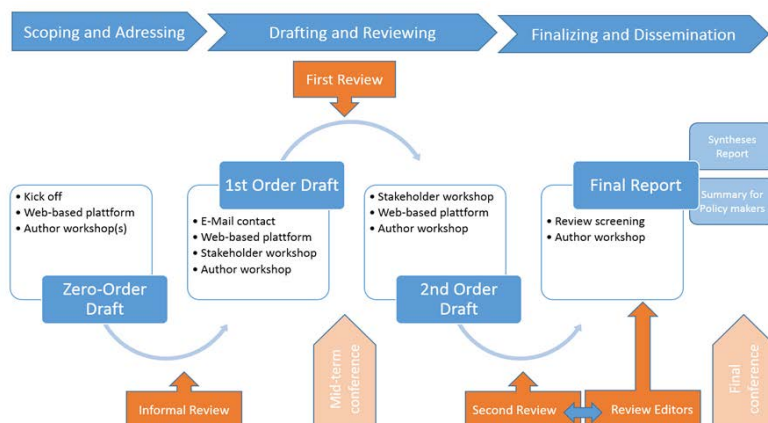 Scoping and Adressing
Drafting and Reviewing
Finalizing and Dissemination
First Review
Syntheses
Report
Summary for
Policy makers
1st Order Draft
Final Report
• Kick off
• Web-based plattform
• Author workshop(s)
• E-Mail contact
• Web-based plattform
• Stakeholder workshop
• Author workshop
• Stakeholder workshop
• Web-based plattform
• Author workshop
• Review screening
• Author workshop
Zero-Order
Draft
2nd Order
Draft
Mid-term
conference
Final
conference
Informal Review
Second Review
Review Editors